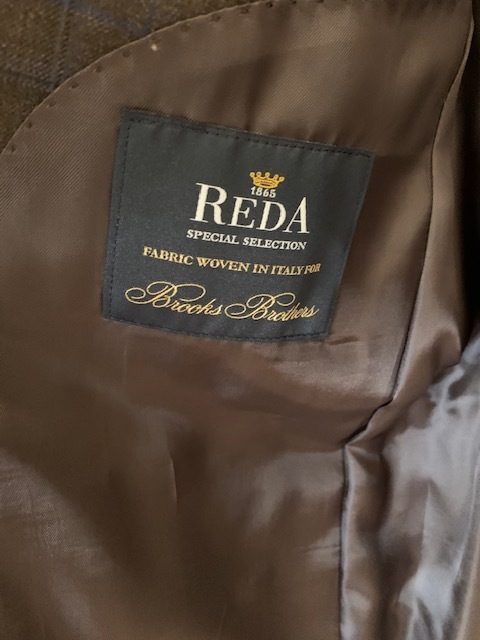 1865
REDA
SPECIAL SELECTION
FABRIC WOVEN IN ITALY FOR
Brooks Brothers